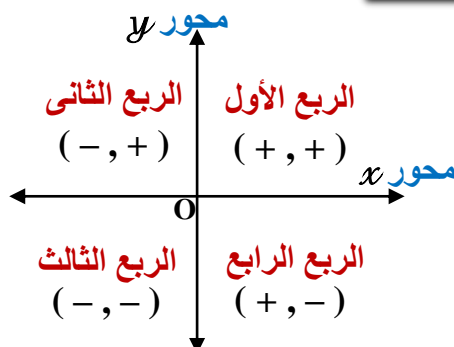 محور y
الربع الثانى
الربع الأول
(−,+)
(+,+)
محور x
O
الربع الثالث
الربع الرابع
(−,−)
(+,−)